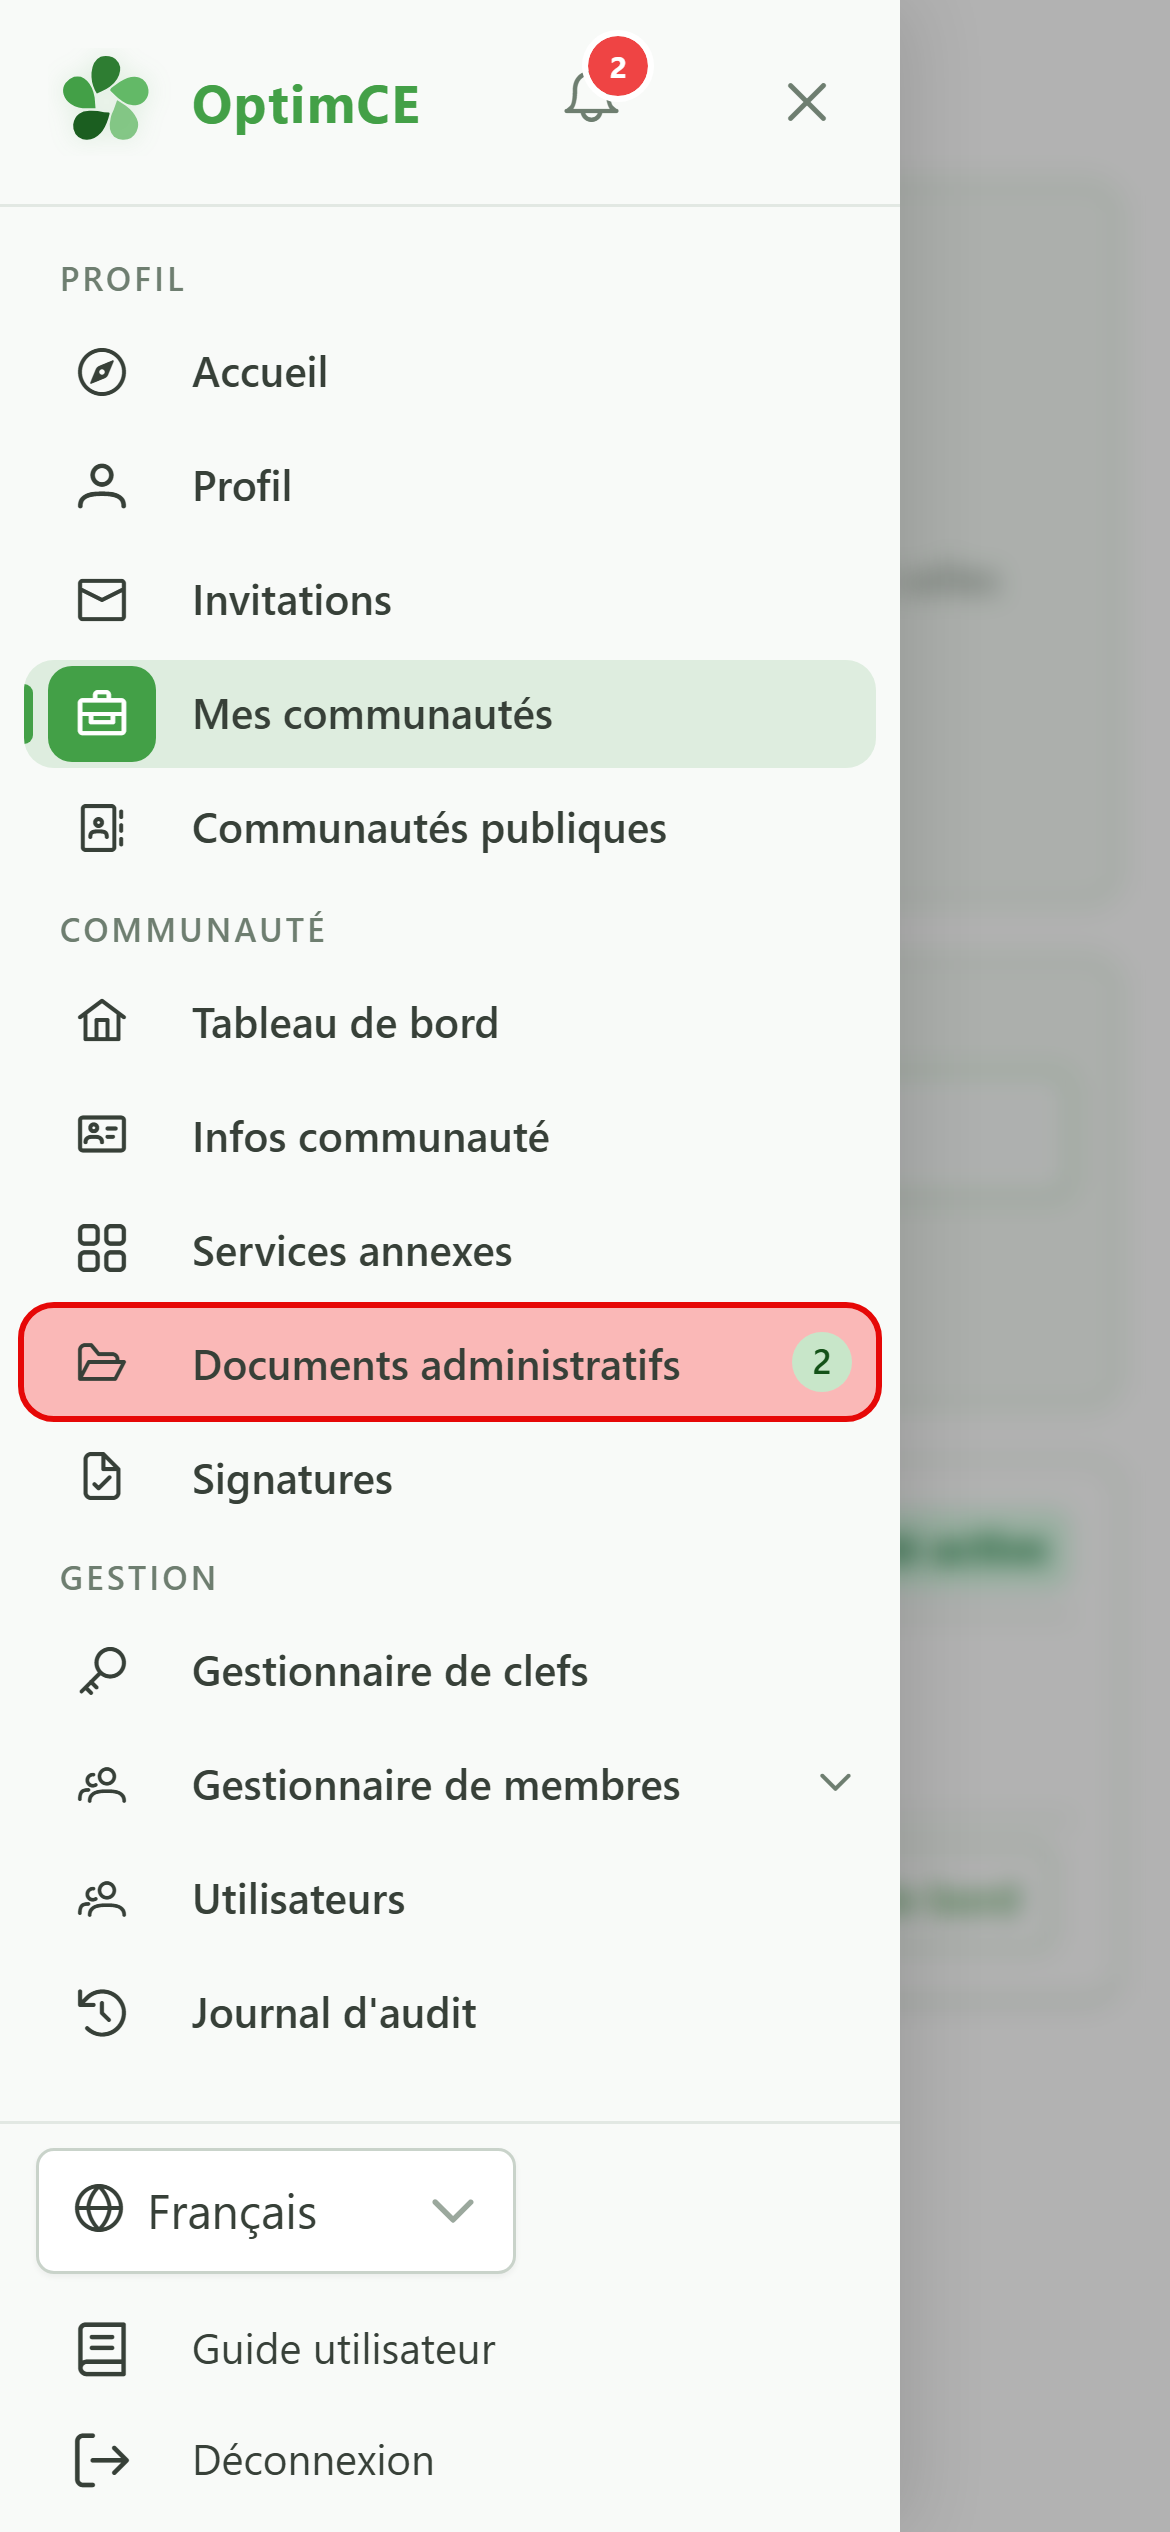 OptimCE
2
PROFIL
Accueil
Profil
Invitations
Mes communautés
Communautés publiques
COMMUNAUTÉ
Tableau de bord
Infos communauté
Services annexes
Documents administratifs 2
Signatures
GESTION
Gestionnaire de clefs
Gestionnaire de membres
Utilisateurs
Journal d'audit
Français
Guide utilisateur
Déconnexion